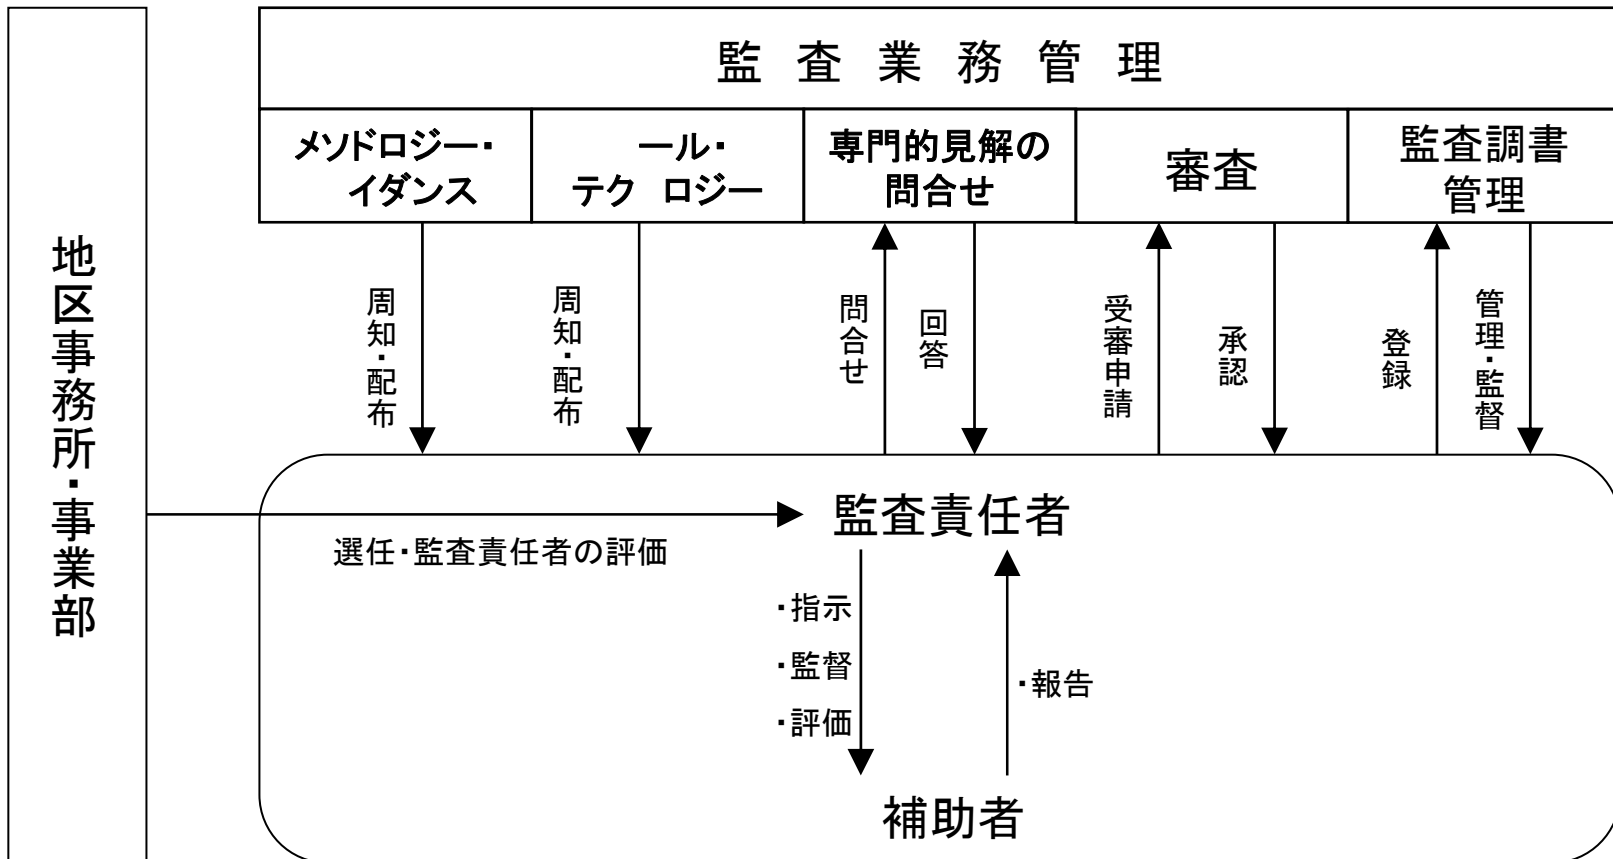 地区事務所・事業部
監査業務管理
メソドロジー・
イダンス
ール・
テク ロジー
専門的見解の
問合せ
審査
監査調書
管理
周知・配布
周知・配布
問合せ
回答
受審申請
承認
登録
管理・監督
監査責任者
選任・監査責任者の評価
・指示
・監督
・評価
・報告
補助者